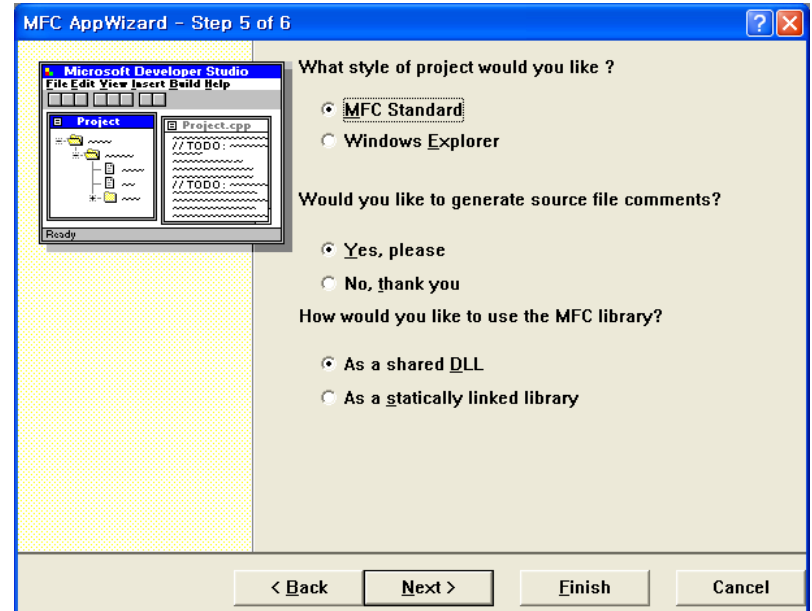 MFC AppWizard - Step 5 of 6
Microsoft Developer Studio
File Edit View Insert Build Help
Project
Project.cpp
//TODO:
//TODO:
Ready
What style of project would you like ?
MFC Standard
Windows Explorer
Would you like to generate source file comments?
Yes, please
No, thank you
How would you like to use the MFC library?
As a shared DLL
As a statically linked library
< Back
Next >
Finish
Cancel